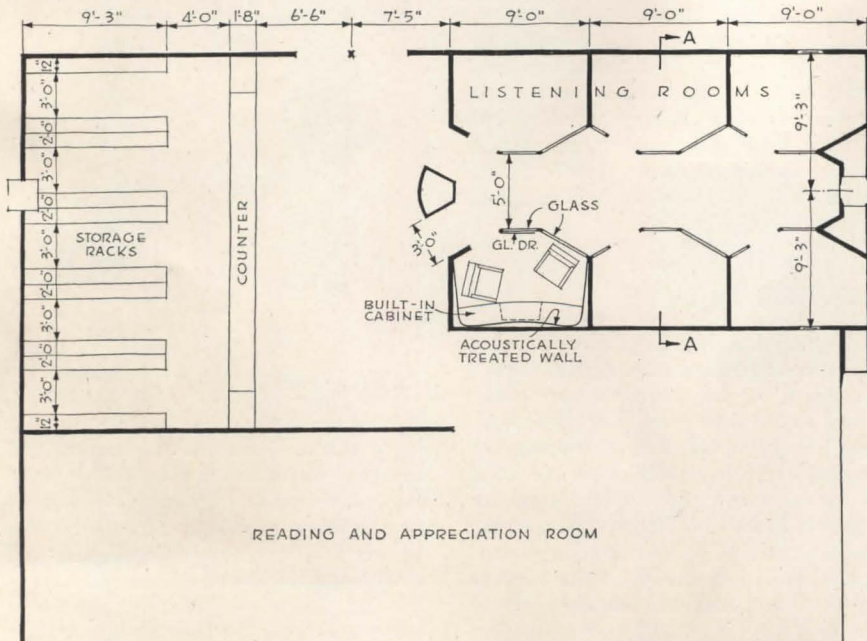 9'-3" 4'-0" 1'-8" 6'-6" 7'-5" 9'-0" 9'-0" 9'-0"
A
LISTENING ROOMS
12"
3'-0"
2'-0"
3'-0"
2'-0"
3'-0"
2'-0"
3'-0"
2'-0"
3'-0"
12"
STORAGE
RACKS
COUNTER
9'-3"
9'-3"
5'-0"
3'-0"
GLASS
GL. DR.
BUILT-IN
CABINET
ACOUSTICALLY
TREATED WALL
A
READING AND APPRECIATION ROOM